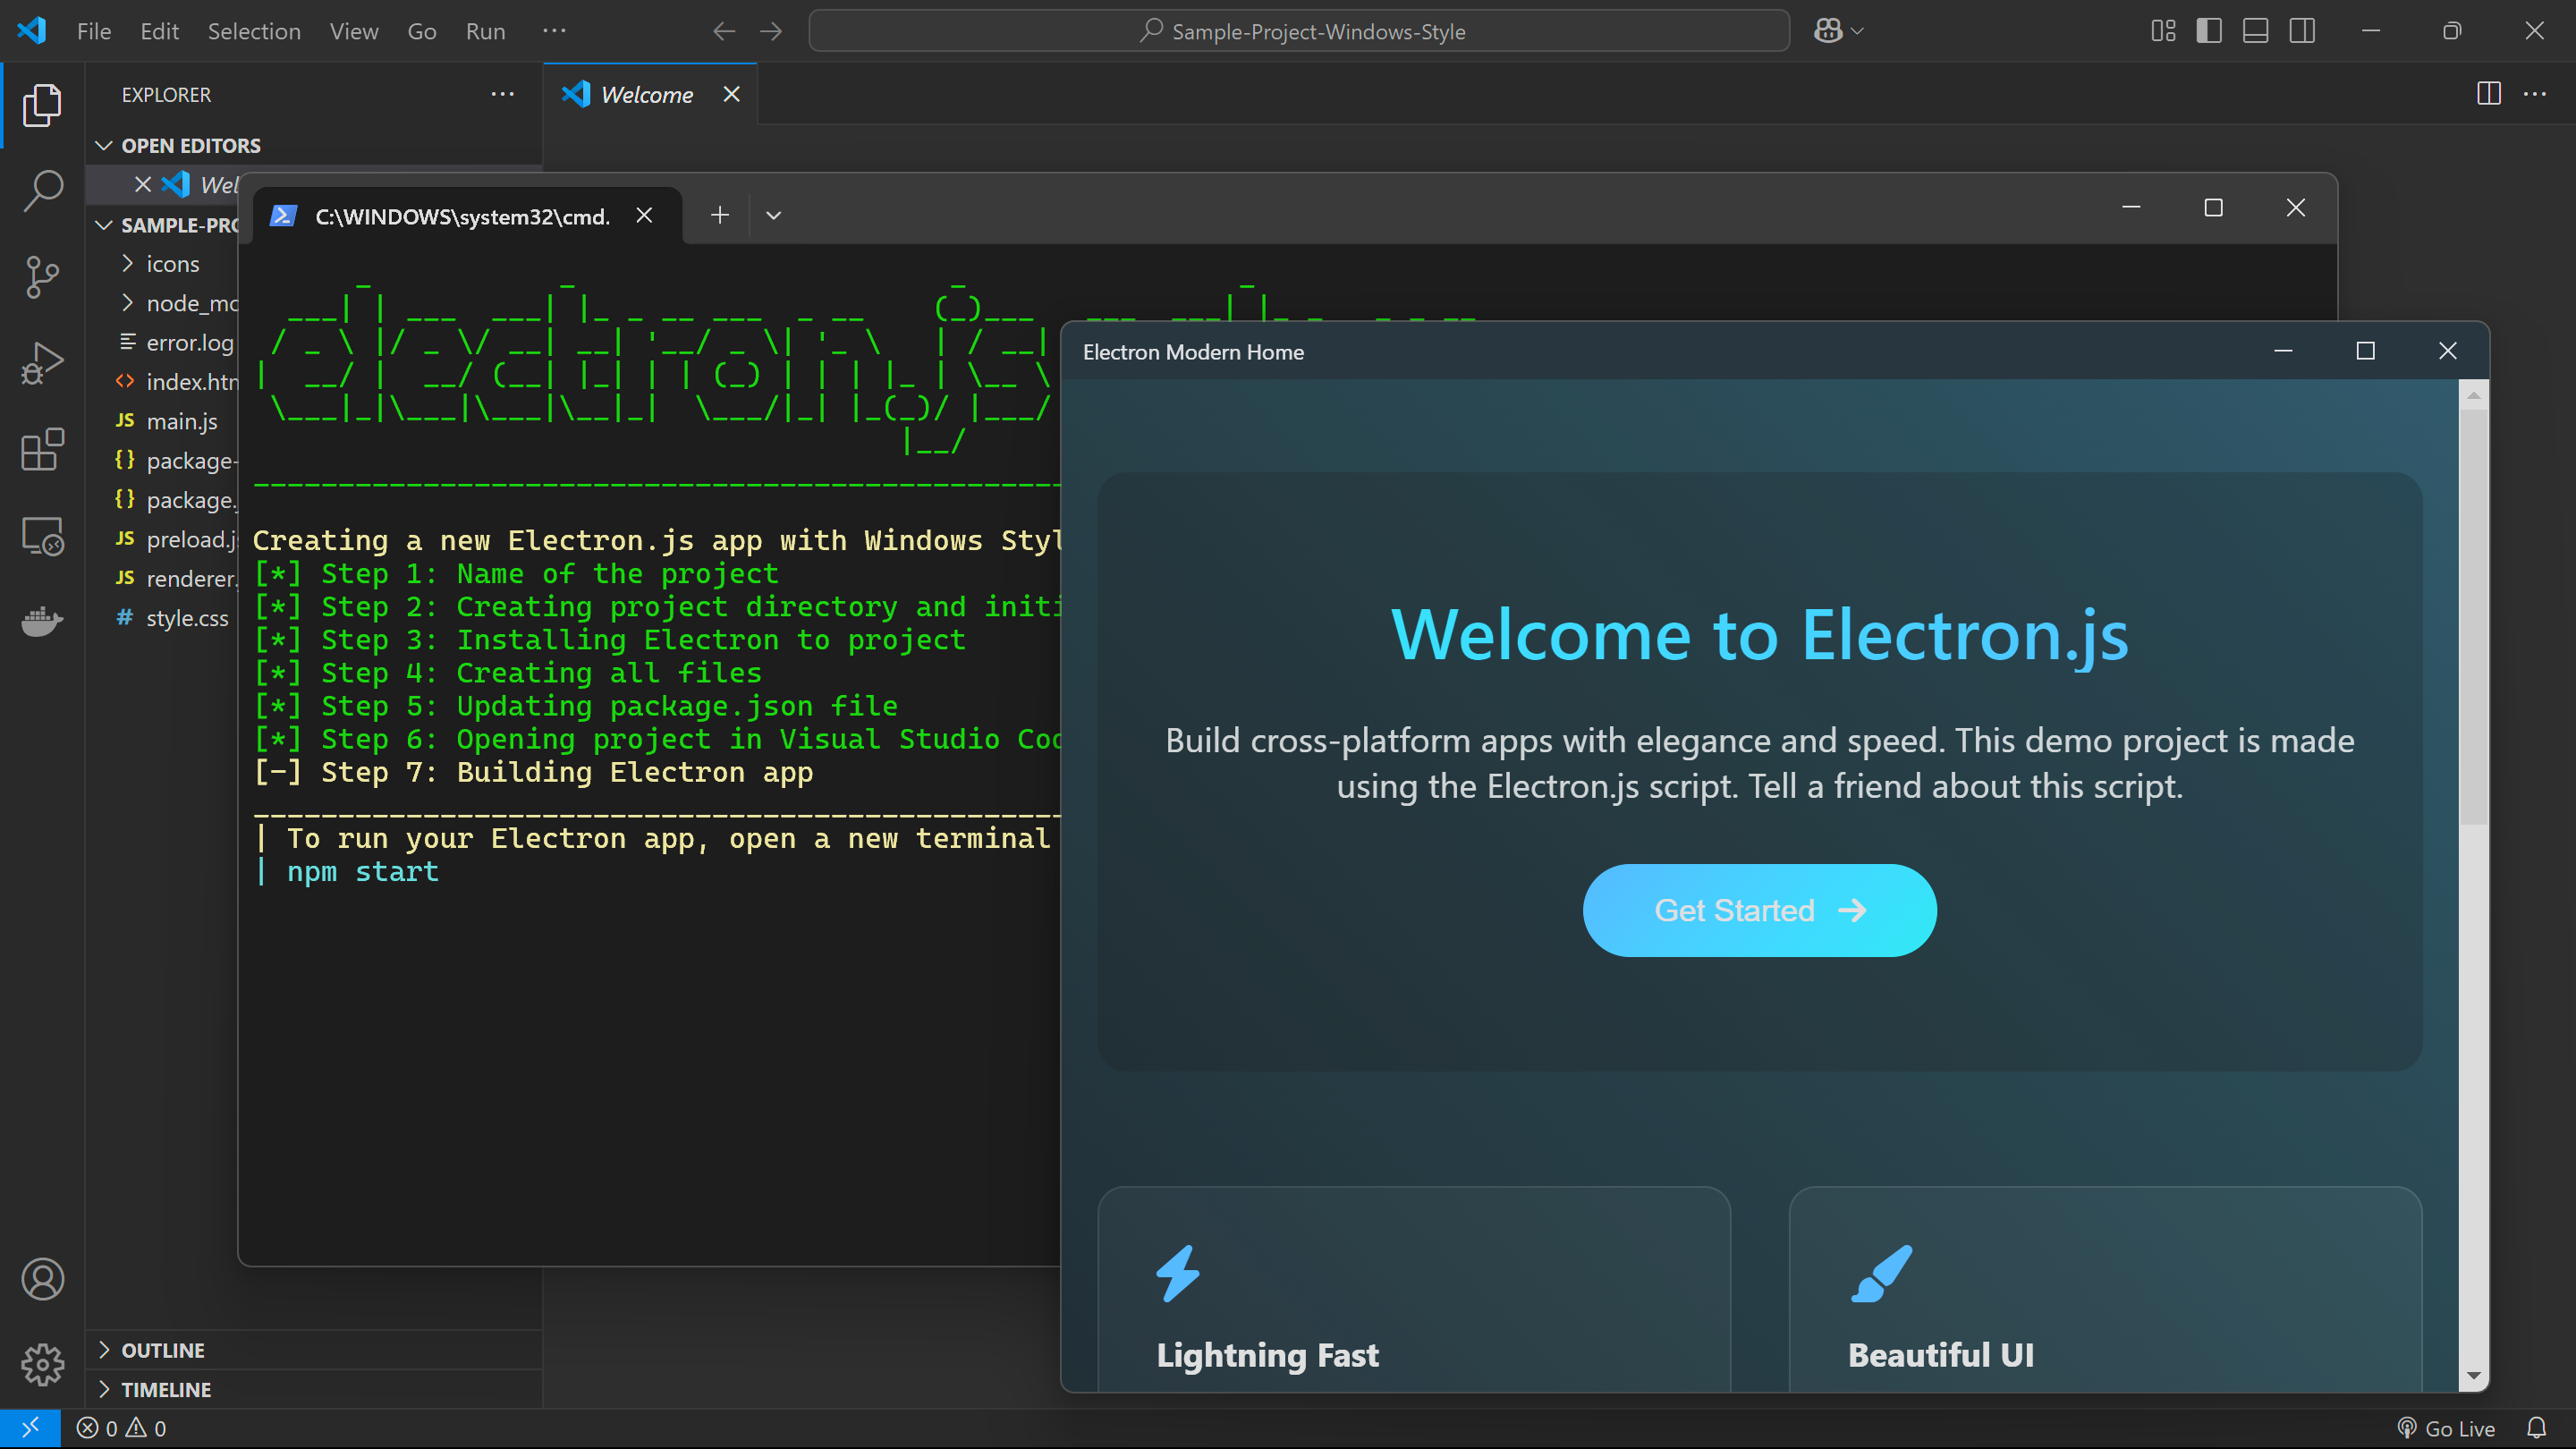 File Edit Selection View Go Run ···
Sample-Project-Windows-Style
EXPLORER
Welcome
OPEN EDITORS
Wel
SAMPLE-PRO
icons
node_mo
error.log
index.htm
main.js
package-
package.
preload.js
renderer.
style.css
OUTLINE
TIMELINE
C:\WINDOWS\system32\cmd.
electron.js
Creating a new Electron.js app with Windows Styl
[*] Step 1: Name of the project
[*] Step 2: Creating project directory and initi
[*] Step 3: Installing Electron to project
[*] Step 4: Creating all files
[*] Step 5: Updating package.json file
[*] Step 6: Opening project in Visual Studio Cod
[-] Step 7: Building Electron app
| To run your Electron app, open a new terminal
| npm start
Electron Modern Home
Welcome to Electron.js
Build cross-platform apps with elegance and speed. This demo project is made
using the Electron.js script. Tell a friend about this script.
Get Started
Lightning Fast
Beautiful UI
0 0
Go Live